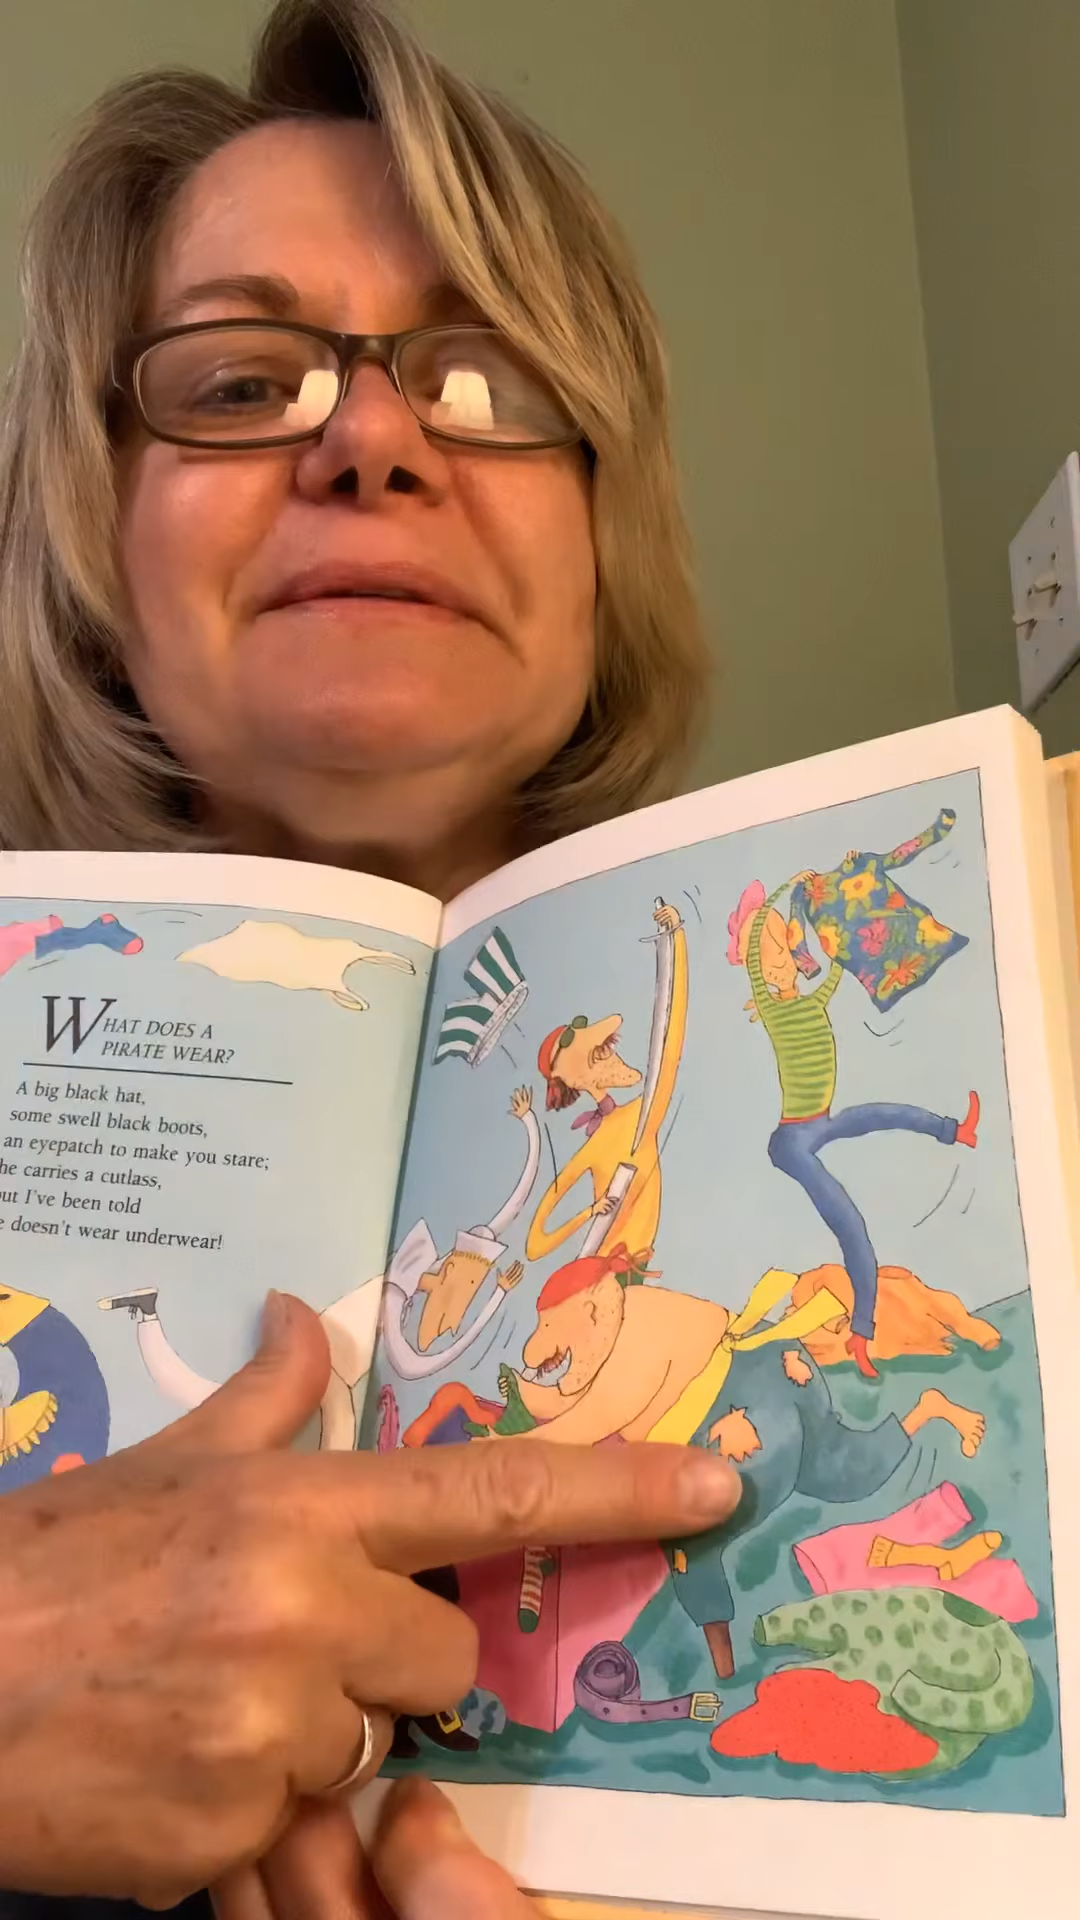 WHAT DOES A
PIRATE WEAR?
A big black hat,
some swell black boots,
an eyepatch to make you stare;
he carries a cutlass,
but I've been told
doesn't wear underwear!